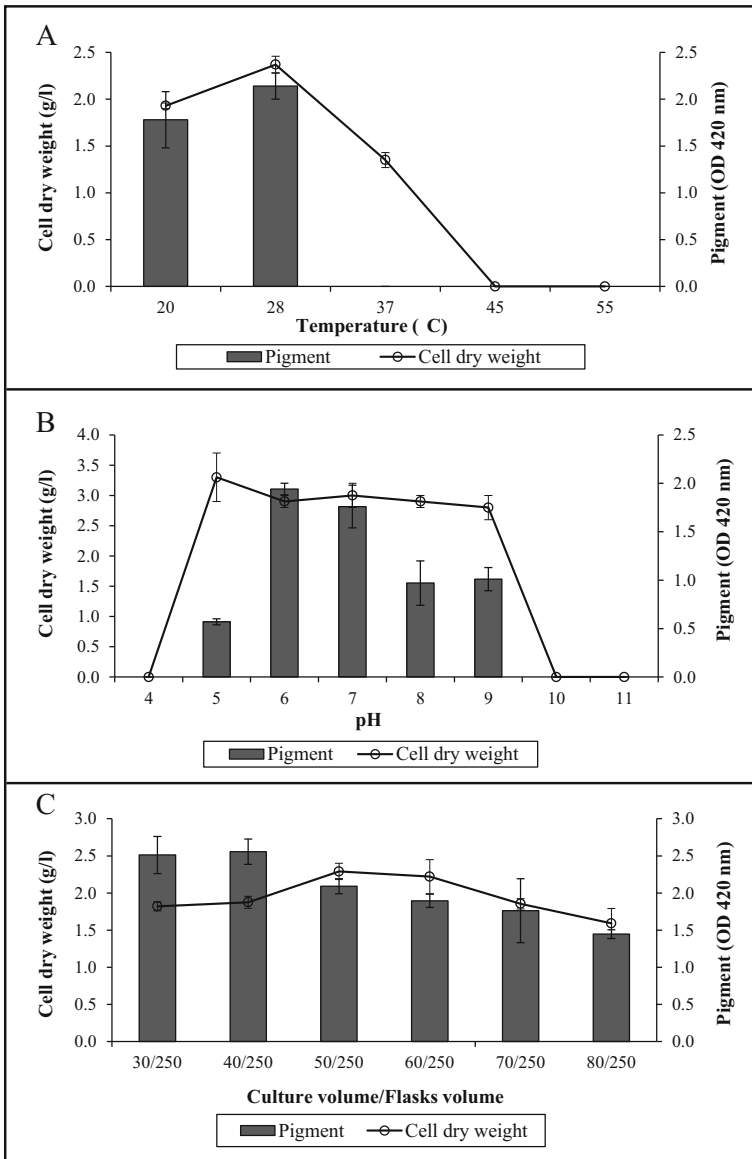 A
Cell dry weight (g/l)
Pigment (OD 420 nm)
2.5 2.5
2.0 2.0
1.5 1.5
1.0 1.0
0.5 0.5
0.0 0.0
20 28 37 45 55
Temperature ( C)
Pigment Cell dry weight
B
Cell dry weight (g/l)
Pigment (OD 420 nm)
4.0 2.5
3.5
3.0 2.0
2.5 1.5
2.0
1.5 1.0
1.0 0.5
0.5
0.0 0.0
4 5 6 7 8 9 10 11
pH
Pigment Cell dry weight
C
Cell dry weight (g/l)
Pigment (OD 420 nm)
3.0 3.0
2.5 2.5
2.0 2.0
1.5 1.5
1.0 1.0
0.5 0.5
0.0 0.0
30/250 40/250 50/250 60/250 70/250 80/250
Culture volume/Flasks volume
Pigment Cell dry weight